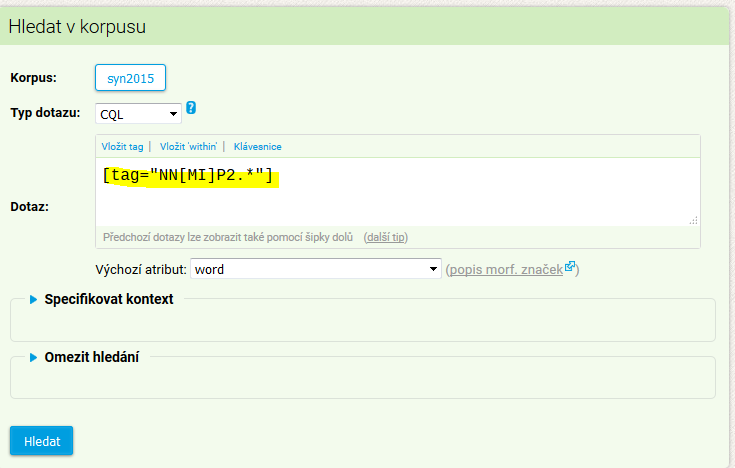 Hledat v korpusu
Korpus: syn2015
Typ dotazu: CQL ?
Vložit tag | Vložit 'within' | Klávesnice
[tag="NN[MI]P2.*"]
Dotaz:
Předchozí dotazy lze zobrazit také pomocí šipky dolů (další tip)
Výchozí atribut: word (popis morf. značek)
Specifikovat kontext
Omezit hledání
Hledat